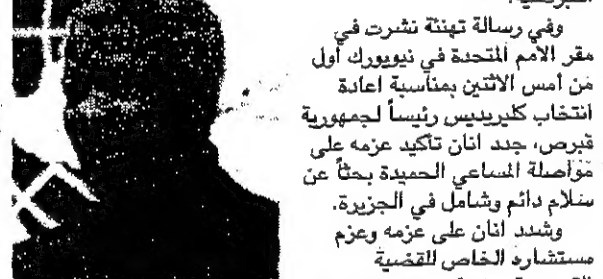 القبرصية.
وفي رسالة تهنئة نشرت في
مقر الامم المتحدة في نيويورك أول
من أمس الاثنين بمناسبة اعادة
انتخاب كليريديس رئيساً لجمهورية
قبرص، جدد انان تأكيد عزمه على
مواصلة المساعي الحميدة بحثاً عن
سلام دائم وشامل في الجزيرة.
وشدد انان على عزمه وعزم
مستشاره الخاص للقضية